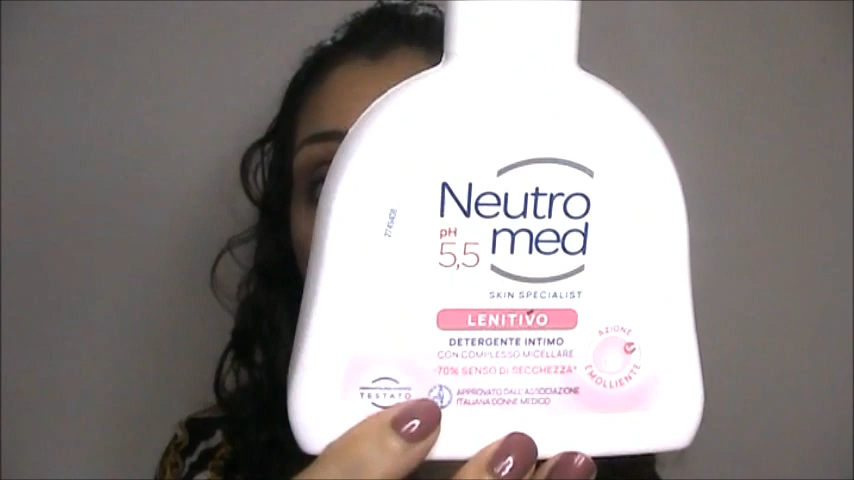 Neutro
med
pH
5,5
SKIN SPECIALIST
LENITIVO
DETERGENTE INTIMO
CON COMPLESSO MICELLARE
-70% SENSO DI SECCHEZZA*
AZIONE
EMOLLIENTE
TESTATO
APPROVATO DALL'ASSOCIAZIONE
ITALIANA DONNE MEDICO